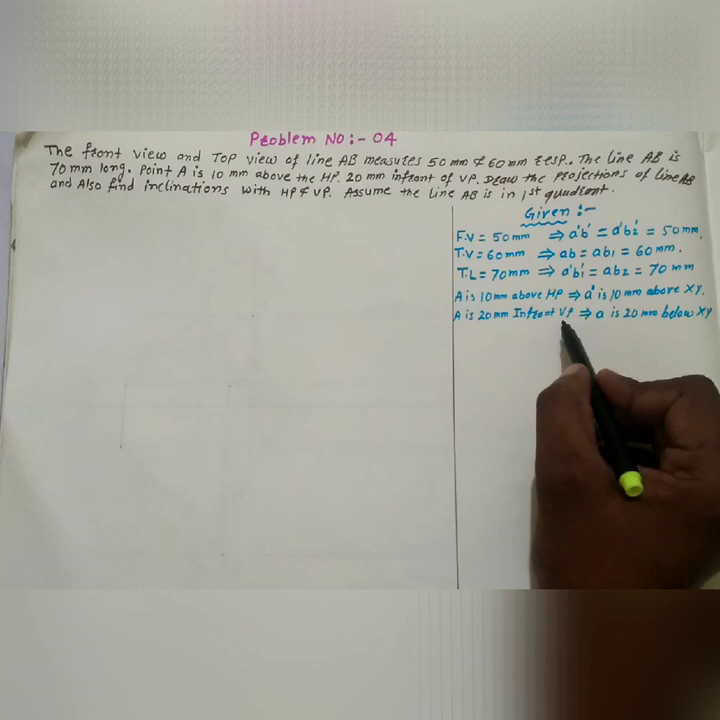 Problem NO:- 04
The front view and Top view of line AB measures 50 mm & 60 mm resp.. The line AB is
70 mm long. Point A is 10 mm above the HP. 20 mm infront of VP. Draw the projections of line AB
and Also find inclinations with HP & VP. Assume the line AB is in 1st quadrant.
Given :-
F.V = 50 mm ⇒ a'b' = a'b2' = 50 mm.
T.V = 60 mm ⇒ ab = ab1 = 60 mm.
T.L = 70 mm ⇒ a'b1' = ab2 = 70 mm
A is 10 mm above HP ⇒ a' is 10 mm above XY.
A is 20 mm Infront VP ⇒ a is 20 mm below XY